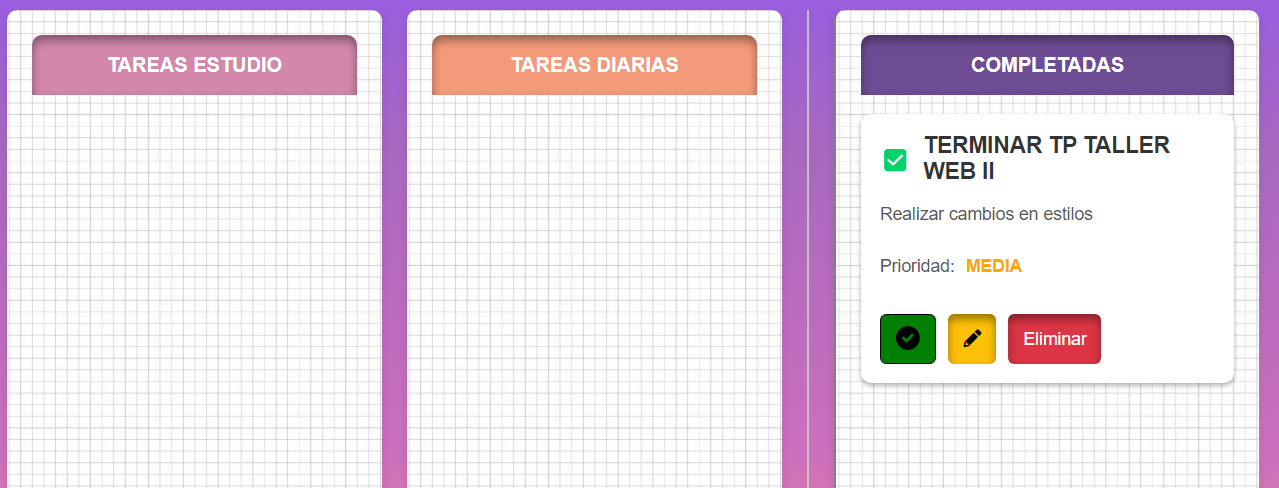 TAREAS ESTUDIO
TAREAS DIARIAS
COMPLETADAS
TERMINAR TP TALLER
WEB II
Realizar cambios en estilos
Prioridad: MEDIA
Eliminar